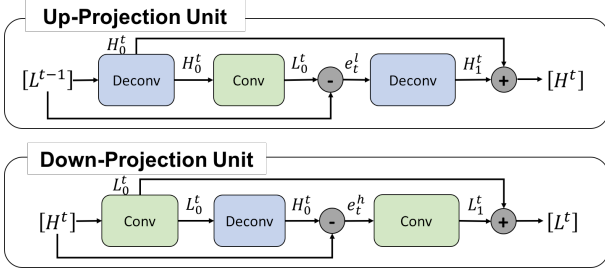 Up-Projection Unit
H_0^t
[L^{t-1}] Deconv H_0^t Conv L_0^t - e_t^l Deconv H_1^t + [H^t]
Down-Projection Unit
L_0^t
[H^t] Conv L_0^t Deconv H_0^t - e_t^h Conv L_1^t + [L^t]